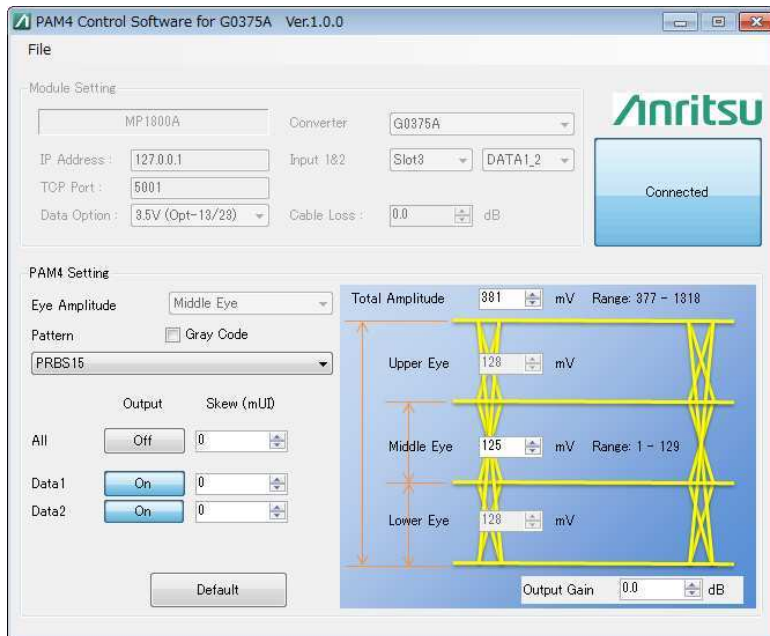 PAM4 Control Software for G0375A Ver.1.0.0
File
Module Setting
MP1800A
Converter
G0375A
Anritsu
IP Address :
127.0.0.1
Input 1&2
Slot3
DATA1_2
Connected
TCP Port :
5001
Data Option :
3.5V (Opt-13/23)
Cable Loss :
0.0
dB
PAM4 Setting
Eye Amplitude
Middle Eye
Total Amplitude
381
mV
Range: 377 - 1318
Pattern
Gray Code
PRBS15
Upper Eye
128
mV
Output
Skew (mUI)
All
Off
0
Middle Eye
125
mV
Range: 1 - 129
Data1
On
0
Data2
On
0
Lower Eye
128
mV
Default
Output Gain
0.0
dB